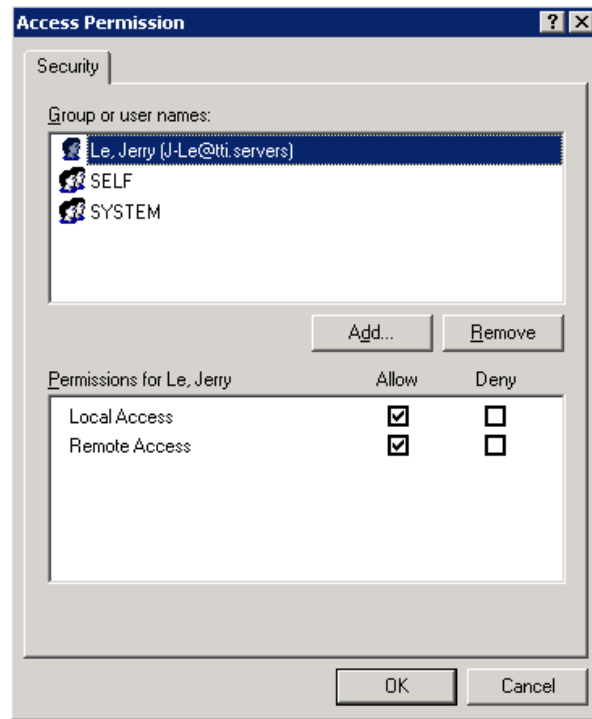 Access Permission
Security
Group or user names:
Le, Jerry (J-Le@tti.servers)
SELF
SYSTEM
Add... Remove
Permissions for Le, Jerry Allow Deny
Local Access
Remote Access
OK Cancel